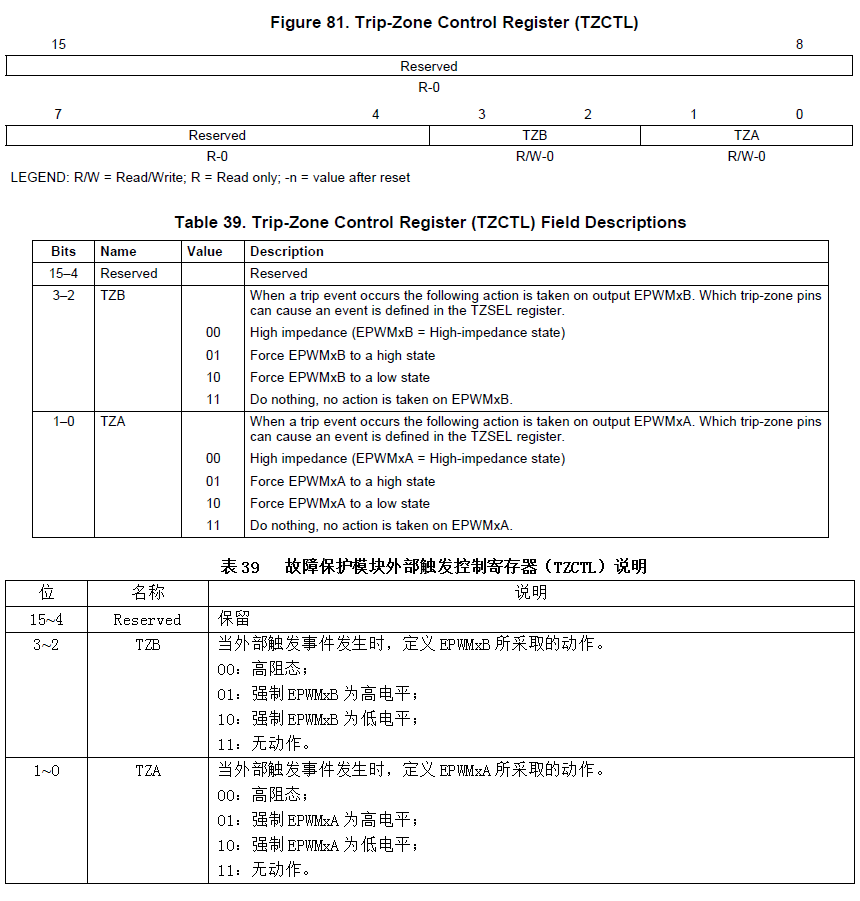 Figure 81. Trip-Zone Control Register (TZCTL)
15 8
Reserved
R-0
7 4 3 2 1 0
Reserved TZB TZA
R-0 R/W-0 R/W-0
LEGEND: R/W = Read/Write; R = Read only; -n = value after reset
Table 39. Trip-Zone Control Register (TZCTL) Field Descriptions
Bits Name Value Description
15–4 Reserved Reserved
3–2 TZB When a trip event occurs the following action is taken on output EPWMxB. Which trip-zone pins
can cause an event is defined in the TZSEL register.
00 High impedance (EPWMxB = High-impedance state)
01 Force EPWMxB to a high state
10 Force EPWMxB to a low state
11 Do nothing, no action is taken on EPWMxB.
1–0 TZA When a trip event occurs the following action is taken on output EPWMxA. Which trip-zone pins
can cause an event is defined in the TZSEL register.
00 High impedance (EPWMxA = High-impedance state)
01 Force EPWMxA to a high state
10 Force EPWMxA to a low state
11 Do nothing, no action is taken on EPWMxA.
表 39 故障保护模块外部触发控制寄存器（TZCTL）说明
位 名称 说明
15~4 Reserved 保留
3~2 TZB 当外部触发事件发生时，定义 EPWMxB 所采取的动作。
00：高阻态；
01：强制 EPWMxB 为高电平；
10：强制 EPWMxB 为低电平；
11：无动作。
1~0 TZA 当外部触发事件发生时，定义 EPWMxA 所采取的动作。
00：高阻态；
01：强制 EPWMxA 为高电平；
10：强制 EPWMxA 为低电平；
11：无动作。